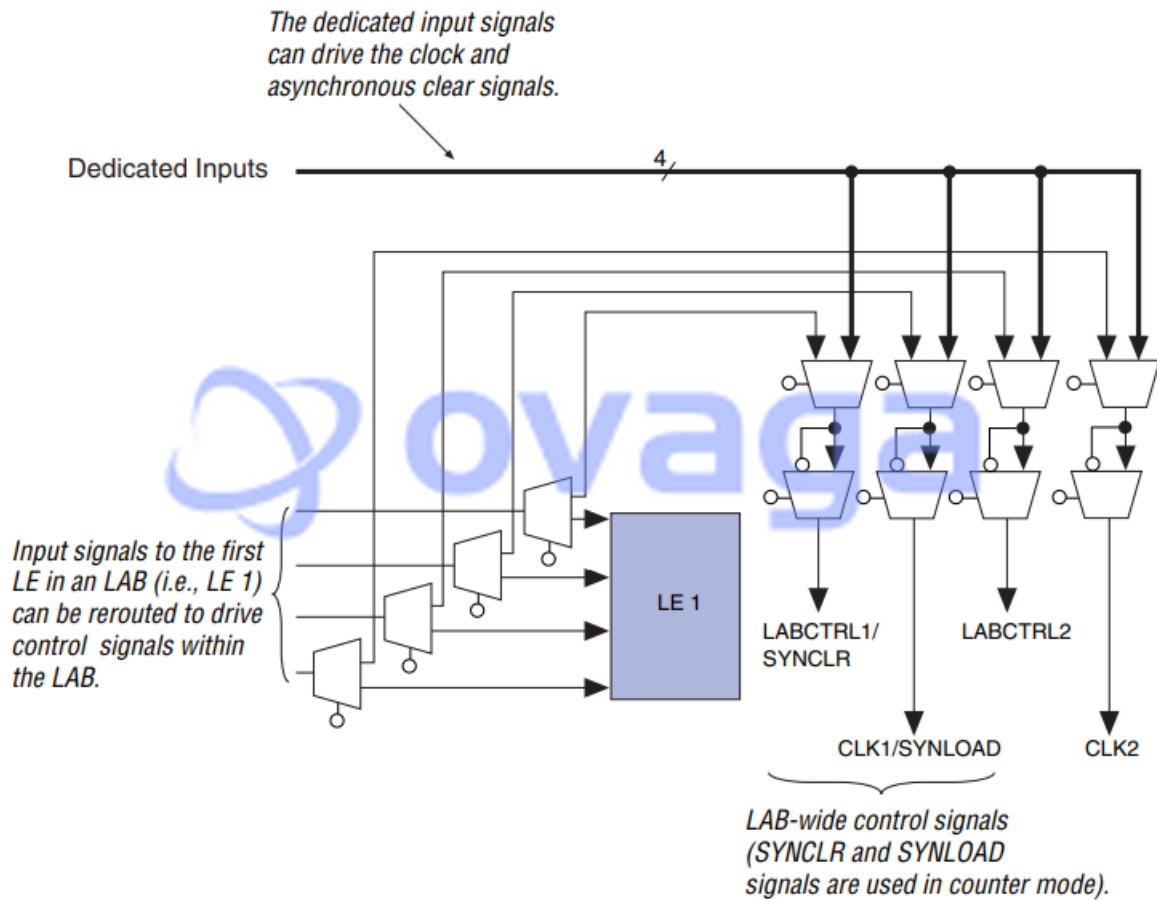 The dedicated input signals
can drive the clock and
asynchronous clear signals.
Dedicated Inputs
4
ovaga
Input signals to the first
LE in an LAB (i.e., LE 1)
can be rerouted to drive
control signals within
the LAB.
LE 1
LABCTRL1/
SYNCLR
LABCTRL2
CLK1/SYNLOAD
CLK2
LAB-wide control signals
(SYNCLR and SYNLOAD
signals are used in counter mode).